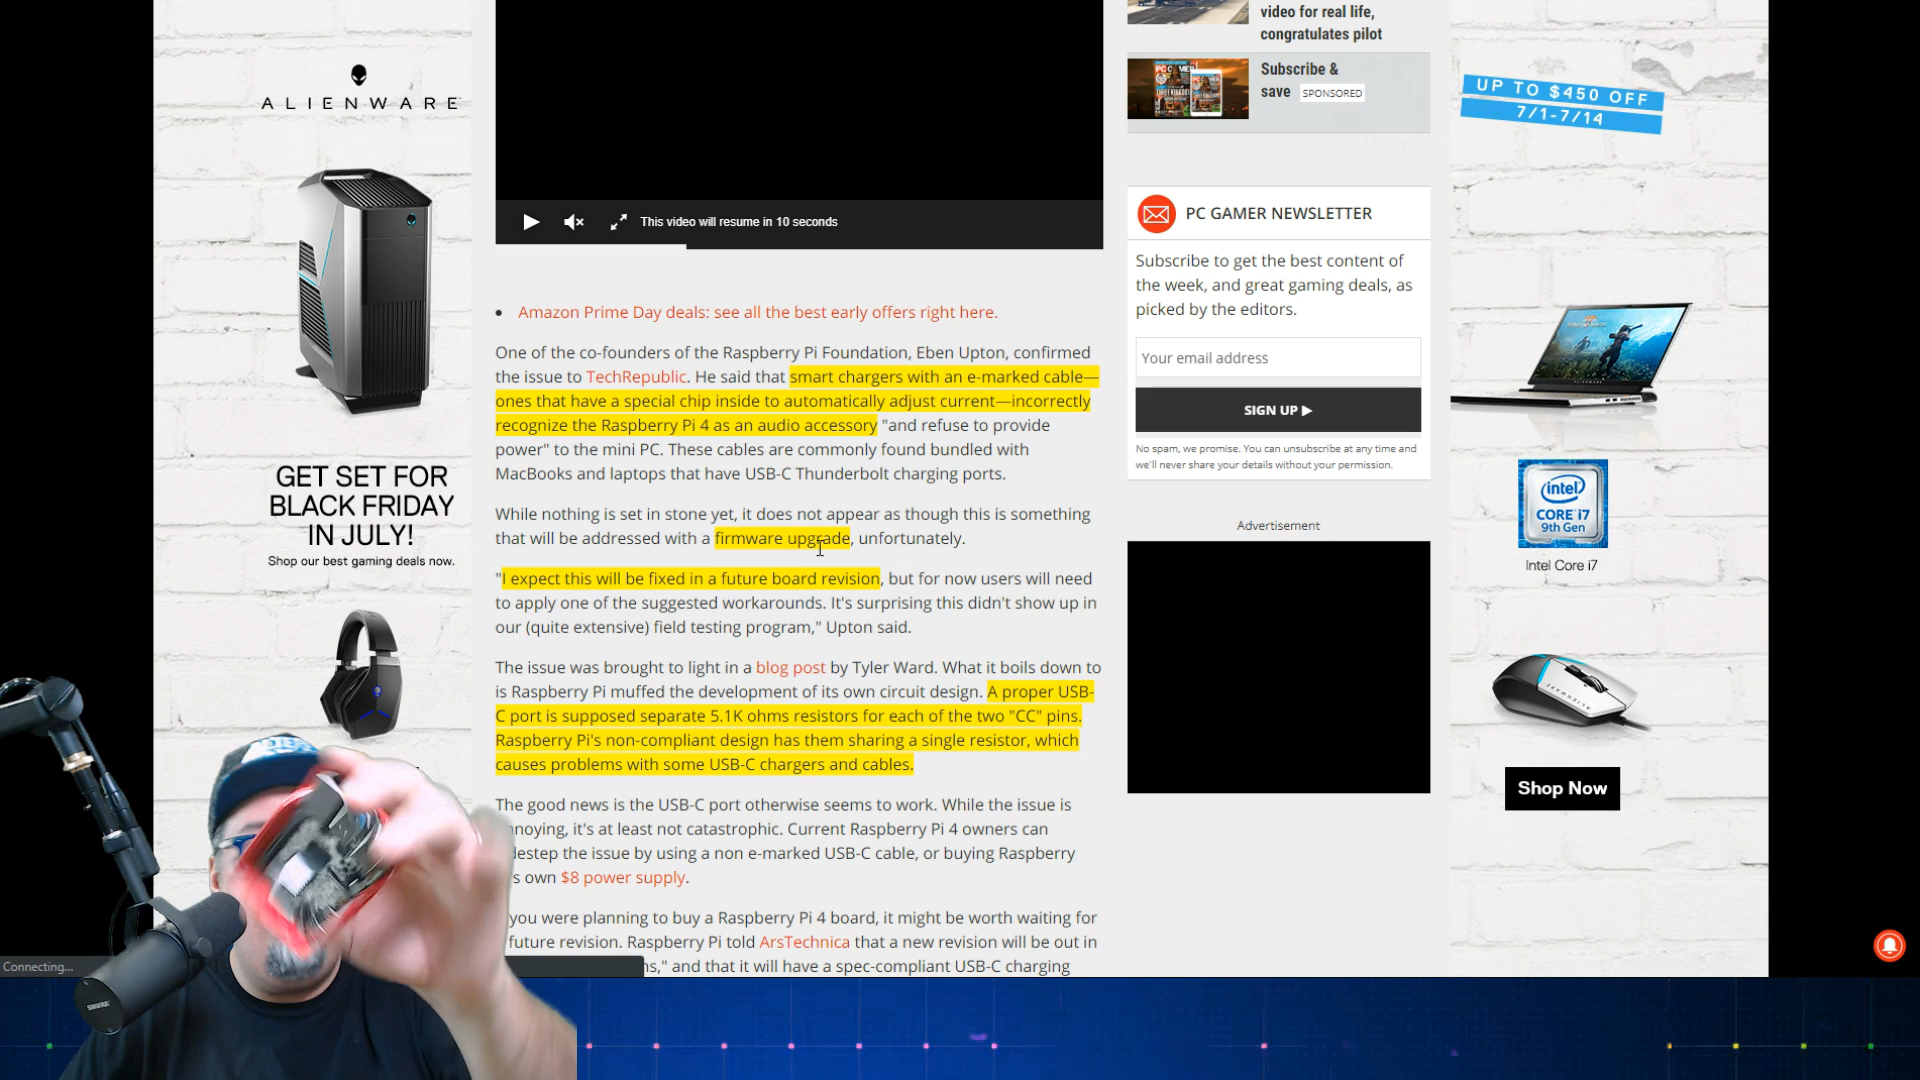 ALIENWARE
GET SET FOR
BLACK FRIDAY
IN JULY!
Shop our best gaming deals now.
This video will resume in 10 seconds
Amazon Prime Day deals: see all the best early offers right here.
One of the co-founders of the Raspberry Pi Foundation, Eben Upton, confirmed
the issue to TechRepublic. He said that smart chargers with an e-marked cable—
ones that have a special chip inside to automatically adjust current—incorrectly
recognize the Raspberry Pi 4 as an audio accessory "and refuse to provide
power" to the mini PC. These cables are commonly found bundled with
MacBooks and laptops that have USB-C Thunderbolt charging ports.
While nothing is set in stone yet, it does not appear as though this is something
that will be addressed with a firmware upgrade, unfortunately.
"I expect this will be fixed in a future board revision, but for now users will need
to apply one of the suggested workarounds. It's surprising this didn't show up in
our (quite extensive) field testing program," Upton said.
The issue was brought to light in a blog post by Tyler Ward. What it boils down to
is Raspberry Pi muffed the development of its own circuit design. A proper USB-
C port is supposed separate 5.1K ohms resistors for each of the two "CC" pins.
Raspberry Pi's non-compliant design has them sharing a single resistor, which
causes problems with some USB-C chargers and cables.
The good news is the USB-C port otherwise seems to work. While the issue is
nnoying, it's at least not catastrophic. Current Raspberry Pi 4 owners can
destep the issue by using a non e-marked USB-C cable, or buying Raspberry
s own $8 power supply.
you were planning to buy a Raspberry Pi 4 board, it might be worth waiting for
future revision. Raspberry Pi told ArsTechnica that a new revision will be out in
ns," and that it will have a spec-compliant USB-C charging
video for real life,
congratulates pilot
PC GAMER
Subscribe &
save SPONSORED
PC GAMER NEWSLETTER
Subscribe to get the best content of
the week, and great gaming deals, as
picked by the editors.
Your email address
SIGN UP
No spam, we promise. You can unsubscribe at any time and
we'll never share your details without your permission.
Advertisement
UP TO $450 OFF
7/1-7/14
intel
CORE i7
9th Gen
Intel Core i7
ALIENWARE
Shop Now
Connecting...
SHURE